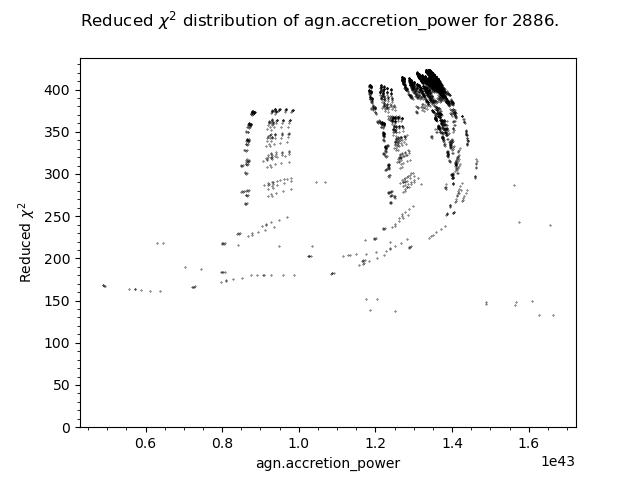 Reduced χ² distribution of agn.accretion_power for 2886.
400
350
300
250
200
150
100
50
0
Reduced χ²
0.6 0.8 1.0 1.2 1.4 1.6
1e43
agn.accretion_power